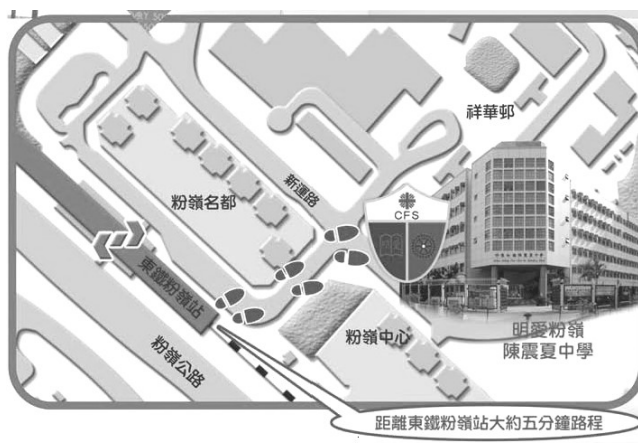 祥華邨
新運路
粉嶺名都
CFS
東鐵粉嶺站
粉嶺中心
粉嶺公路
明愛粉嶺
陳震夏中學
距離東鐵粉嶺站大約五分鐘路程